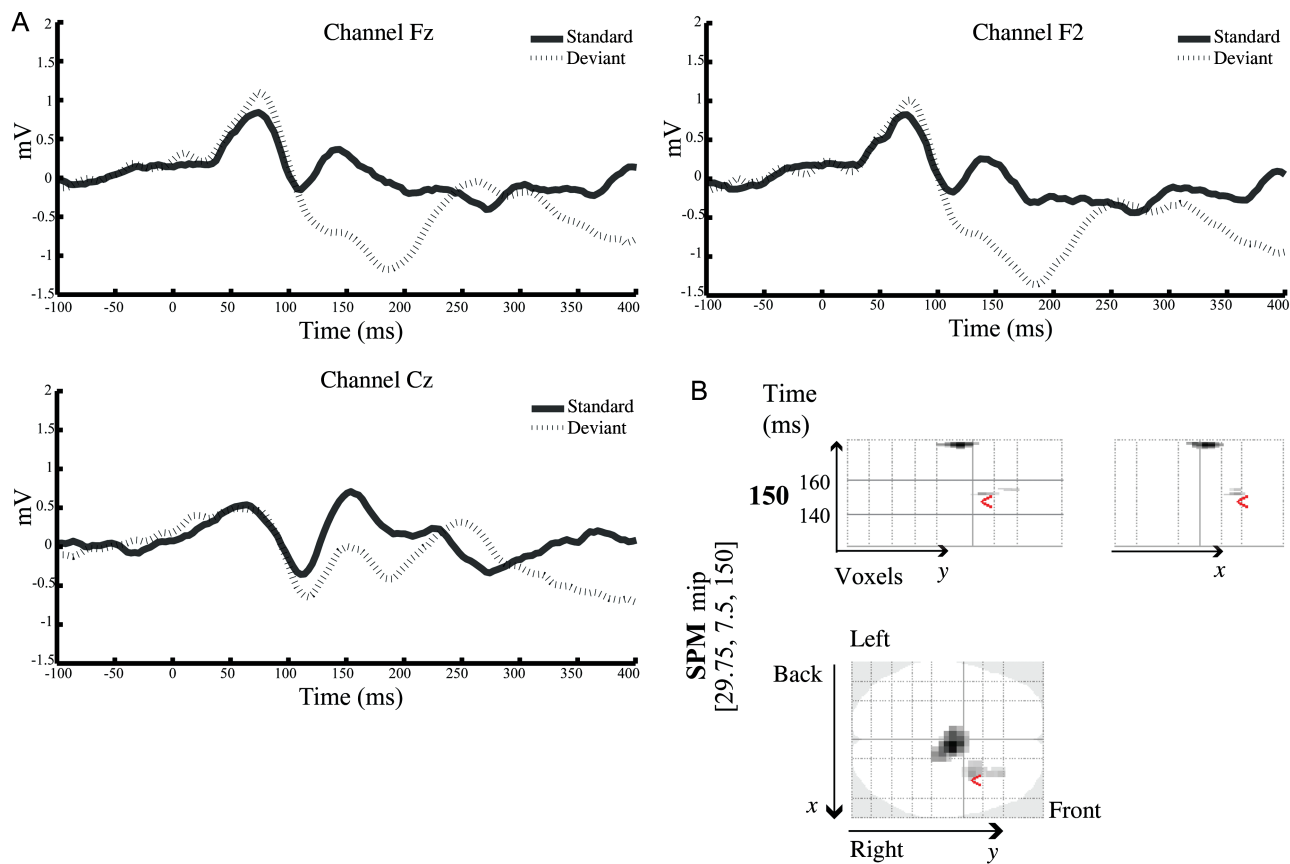 A
Channel Fz
Standard
Deviant
2
1.5
1
0.5
0
-0.5
-1
-1.5
mV
-100 -50 0 50 100 150 200 250 300 350 400
Time (ms)
Channel F2
Standard
Deviant
2
1.5
1
0.5
0
-0.5
-1
-1.5
mV
-100 -50 0 50 100 150 200 250 300 350 400
Time (ms)
Channel Cz
Standard
Deviant
2
1.5
1
0.5
0
-0.5
-1
-1.5
mV
-100 -50 0 50 100 150 200 250 300 350 400
Time (ms)
B
Time
(ms)
150
160
140
Voxels y
x
SPM mip
[29.75, 7.5, 150]
Left
Back
x
Front
Right y